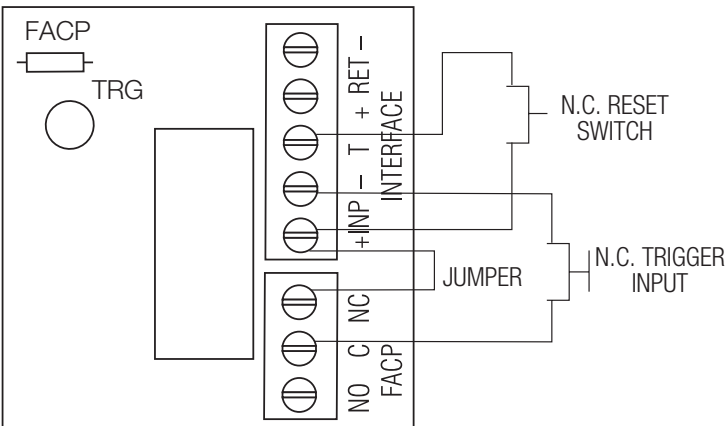 FACP
TRG
+ INP - T + RET -
INTERFACE
NO C NC
FACP
N.C. RESET
SWITCH
JUMPER
N.C. TRIGGER
INPUT